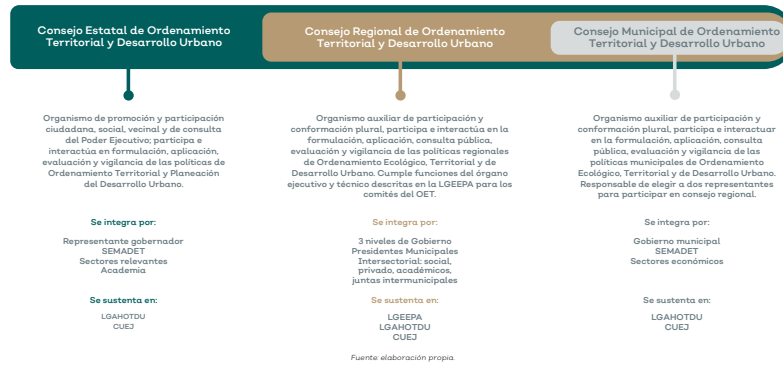 Consejo Estatal de Ordenamiento
Territorial y Desarrollo Urbano
Organismo de promoción y participación
ciudadana, social, vecinal y de consulta
del Poder Ejecutivo; participa e
interactúa en formulación, aplicación,
evaluación y vigilancia de las políticas de
Ordenamiento Territorial y Planeación
del Desarrollo Urbano.
Se integra por:
Representante gobernador
SEMADET
Sectores relevantes
Academia
Se sustenta en:
LGAHOTDU
CUEJ
Consejo Regional de Ordenamiento
Territorial y Desarrollo Urbano
Organismo auxiliar de participación y
conformación plural, participa e interactúa en la
formulación, aplicación, consulta pública,
evaluación y vigilancia de las políticas regionales
de Ordenamiento Ecológico, Territorial y de
Desarrollo Urbano. Cumple funciones del órgano
ejecutivo y técnico descritas en la LGEEPA para los
comités del OET.
Se integra por:
3 niveles de Gobierno
Presidentes Municipales
Intersectorial: social,
privado, académicos,
juntas intermunicipales
Se sustenta en:
LGEEPA
LGAHOTDU
CUEJ
Consejo Municipal de Ordenamiento
Territorial y Desarrollo Urbano
Organismo auxiliar de participación y
conformación plural, participa e interactuar
en la formulación, aplicación, consulta
pública, evaluación y vigilancia de las
políticas municipales de Ordenamiento
Ecológico, Territorial y de Desarrollo Urbano.
Responsable de elegir a dos representantes
para participar en consejo regional.
Se integra por:
Gobierno municipal
SEMADET
Sectores económicos
Se sustenta en:
LGAHOTDU
CUEJ
Fuente: elaboración propia.